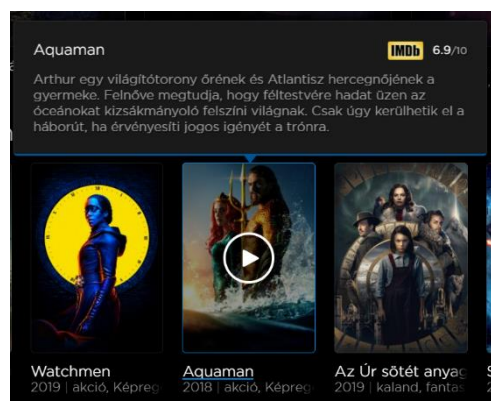 Aquaman
IMDb 6.9/10
Arthur egy világítótorony őrének és Atlantisz hercegnőjének a
gyermeke. Felnőve megtudja, hogy féltestvére hadat üzen az
óceánokat kizsákmányoló felszíni világnak. Csak úgy kerülhetik el a
háborút, ha érvényesíti jogos igényét a trónra.
Watchmen
2019 | akció, Képreg
Aquaman
2018 | akció, Képreg
Az Úr sötét anyag
2019 | kaland, fantas